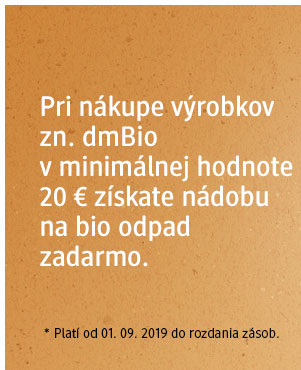 Pri nákupe výrobkov
zn. dmBio
v minimálnej hodnote
20 € získate nádobu
na bio odpad
zadarmo.
* Platí od 01. 09. 2019 do rozdania zásob.